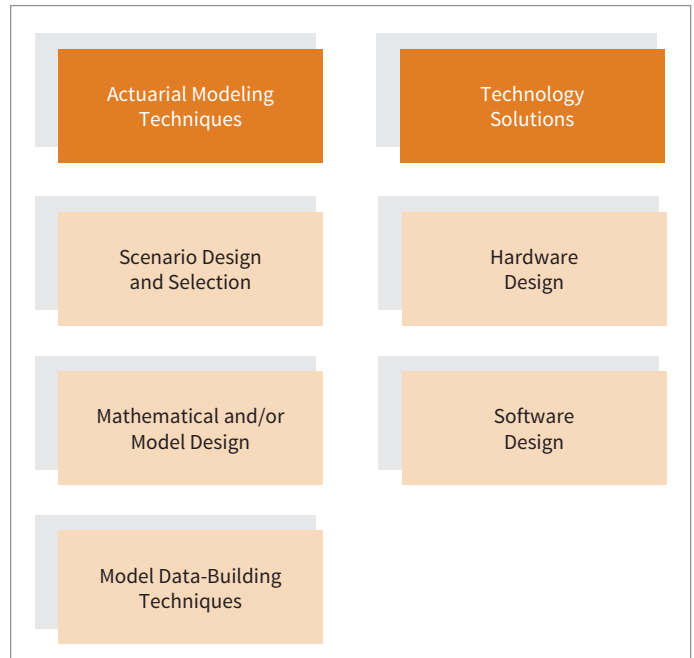 Actuarial Modeling
Techniques
Technology
Solutions
Scenario Design
and Selection
Hardware
Design
Mathematical and/or
Model Design
Software
Design
Model Data-Building
Techniques